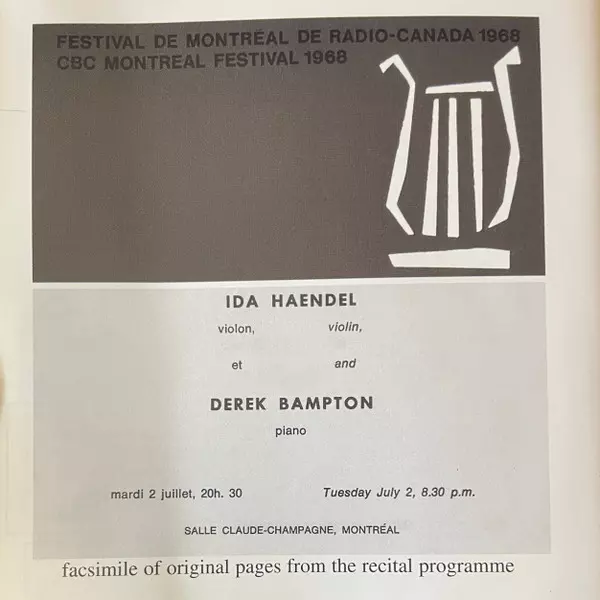 FESTIVAL DE MONTRÉAL DE RADIO-CANADA 1968
CBC MONTREAL FESTIVAL 1968
IDA HAENDEL
violon, violin,
et and
DEREK BAMPTON
piano
mardi 2 juillet, 20h. 30 Tuesday July 2, 8.30 p.m.
SALLE CLAUDE-CHAMPAGNE, MONTRÉAL
facsimile of original pages from the recital programme